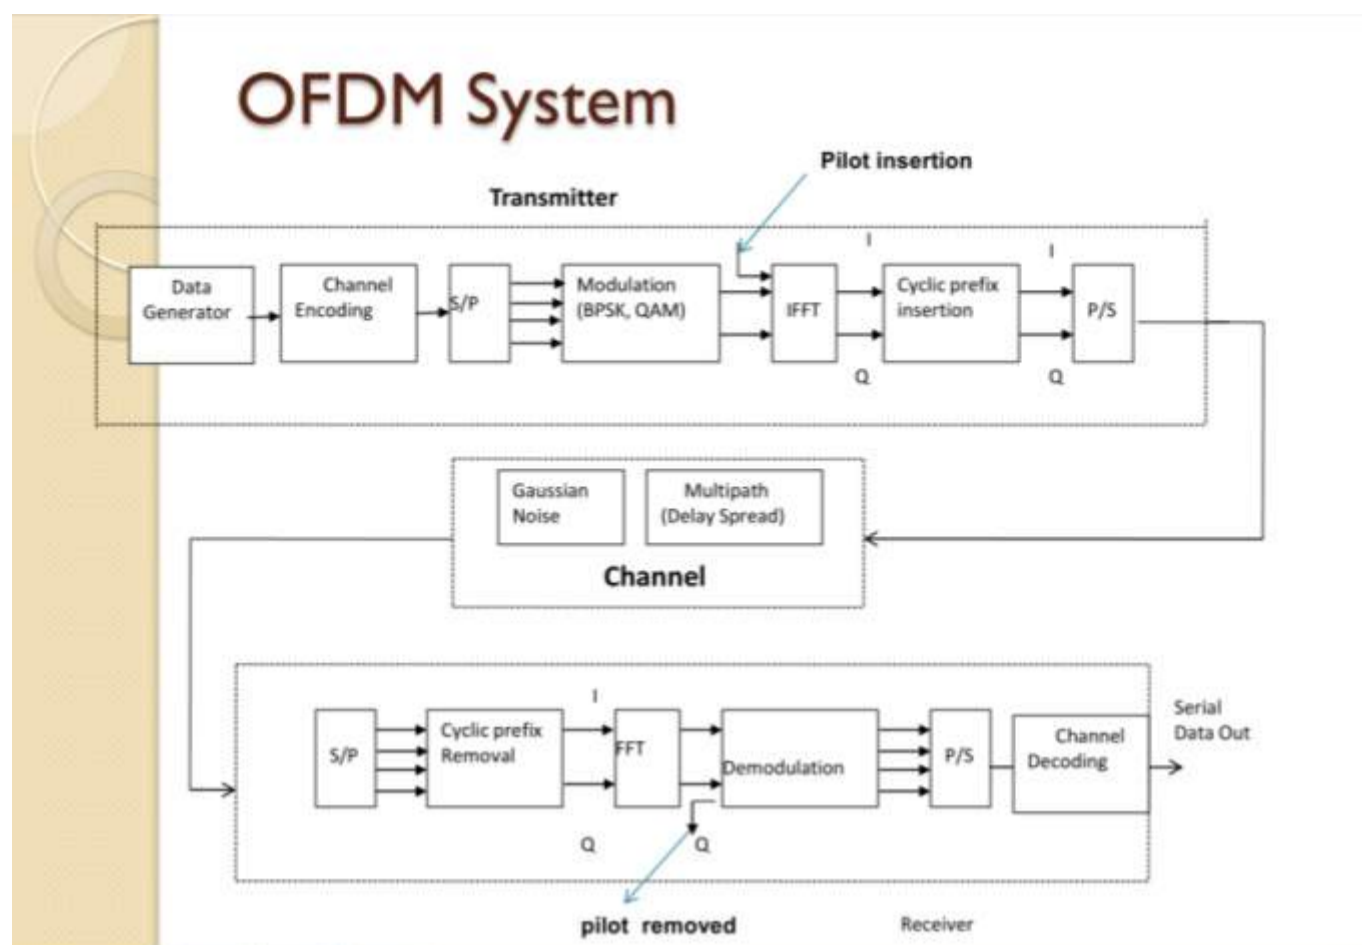 OFDM System
Pilot insertion
Transmitter
I
I
Data
Generator
Channel
Encoding
S/P
Modulation
(BPSK, QAM)
IFFT
Cyclic prefix
insertion
P/S
Q
Q
Gaussian
Noise
Multipath
(Delay Spread)
Channel
I
S/P
Cyclic prefix
Removal
FFT
Demodulation
P/S
Channel
Decoding
Serial
Data Out
Q
Q
pilot removed
Receiver